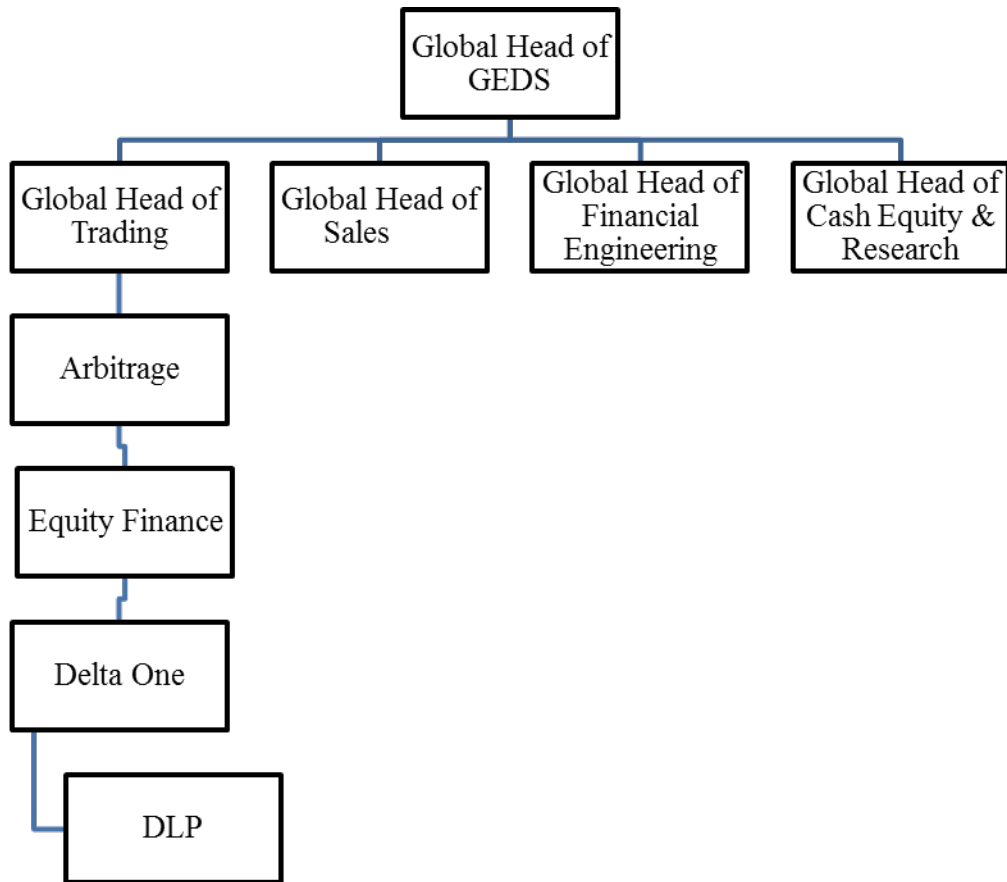 Global Head of
GEDS
Global Head of
Trading
Global Head of
Sales
Global Head of
Financial
Engineering
Global Head of
Cash Equity &
Research
Arbitrage
Equity Finance
Delta One
DLP